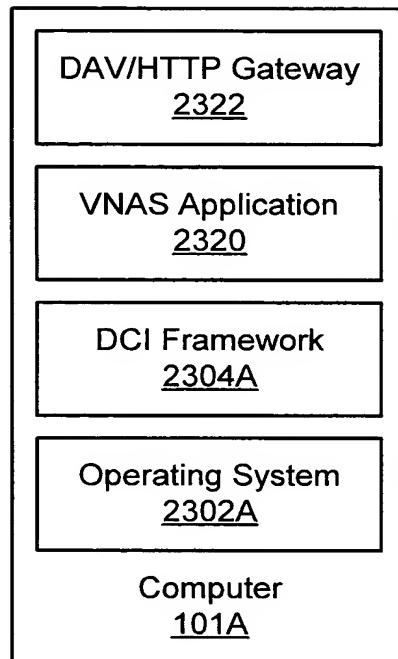 DAV/HTTP Gateway
2322
VNAS Application
2320
DCI Framework
2304A
Operating System
2302A
Computer
101A